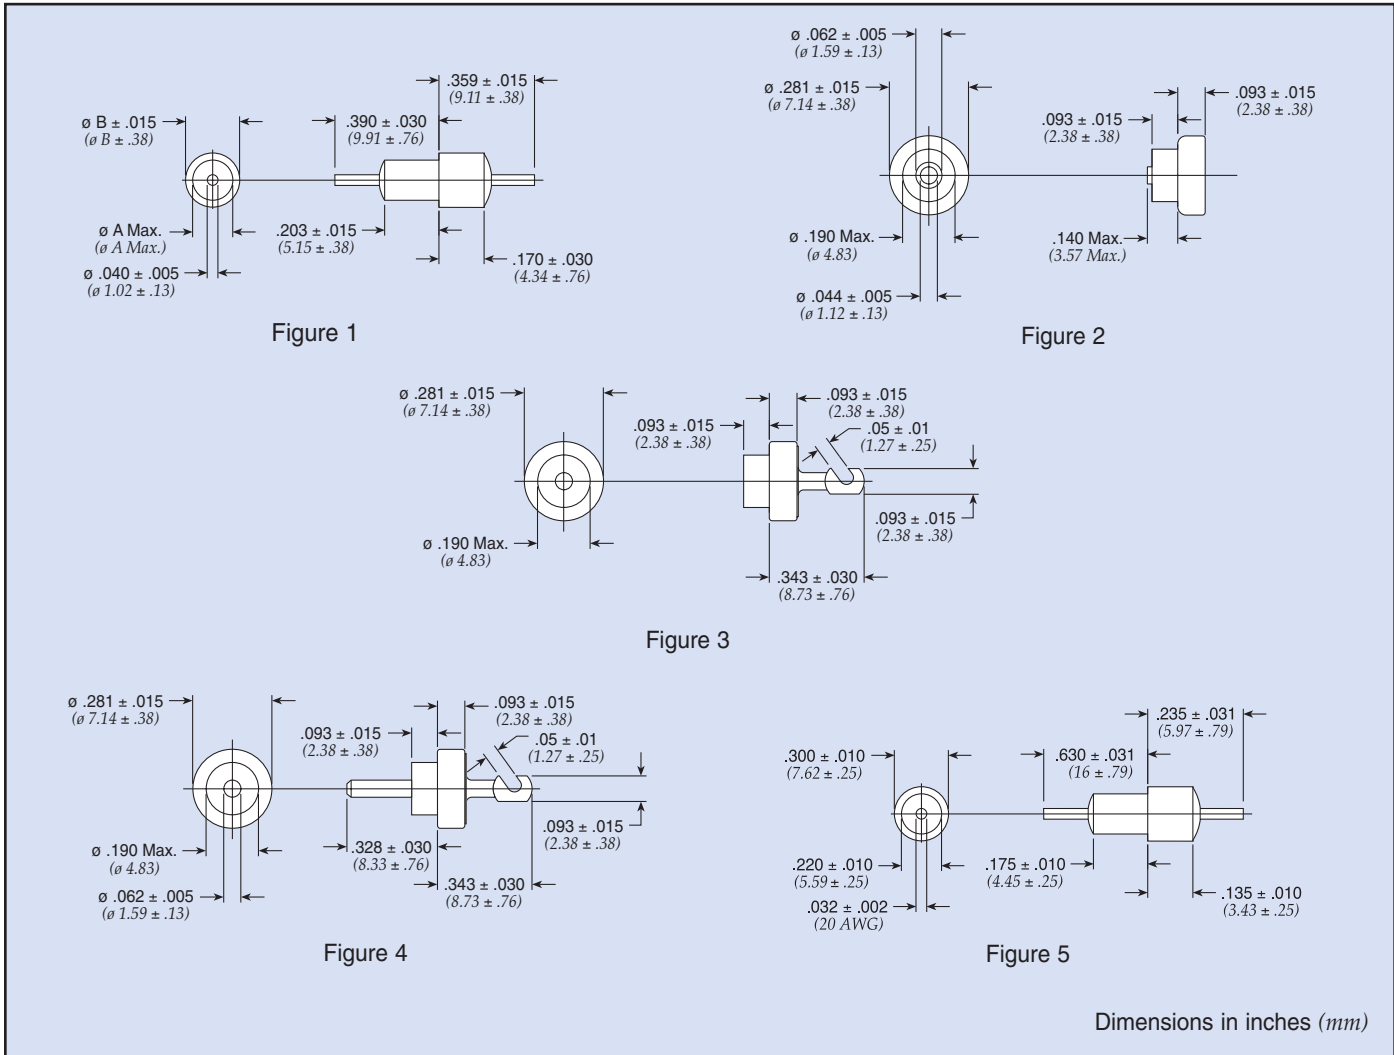 .359 ± .015
(9.11 ± .38)
ø B ± .015
(ø B ± .38)
.390 ± .030
(9.91 ± .76)
ø A Max.
(ø A Max.)
.203 ± .015
(5.15 ± .38)
ø .040 ± .005
(ø 1.02 ± .13)
.170 ± .030
(4.34 ± .76)
Figure 1
ø .062 ± .005
(ø 1.59 ± .13)
ø .281 ± .015
(ø 7.14 ± .38)
.093 ± .015
(2.38 ± .38)
.093 ± .015
(2.38 ± .38)
ø .190 Max.
(ø 4.83)
.140 Max.
(3.57 Max.)
ø .044 ± .005
(ø 1.12 ± .13)
Figure 2
ø .281 ± .015
(ø 7.14 ± .38)
.093 ± .015
(2.38 ± .38)
.093 ± .015
(2.38 ± .38)
.05 ± .01
(1.27 ± .25)
.093 ± .015
(2.38 ± .38)
ø .190 Max.
(ø 4.83)
.343 ± .030
(8.73 ± .76)
Figure 3
ø .281 ± .015
(ø 7.14 ± .38)
.093 ± .015
(2.38 ± .38)
.093 ± .015
(2.38 ± .38)
.05 ± .01
(1.27 ± .25)
.093 ± .015
(2.38 ± .38)
ø .190 Max.
(ø 4.83)
.328 ± .030
(8.33 ± .76)
.343 ± .030
(8.73 ± .76)
ø .062 ± .005
(ø 1.59 ± .13)
Figure 4
.235 ± .031
(5.97 ± .79)
.300 ± .010
(7.62 ± .25)
.630 ± .031
(16 ± .79)
.220 ± .010
(5.59 ± .25)
.175 ± .010
(4.45 ± .25)
.135 ± .010
(3.43 ± .25)
.032 ± .002
(20 AWG)
Figure 5
Dimensions in inches (mm)